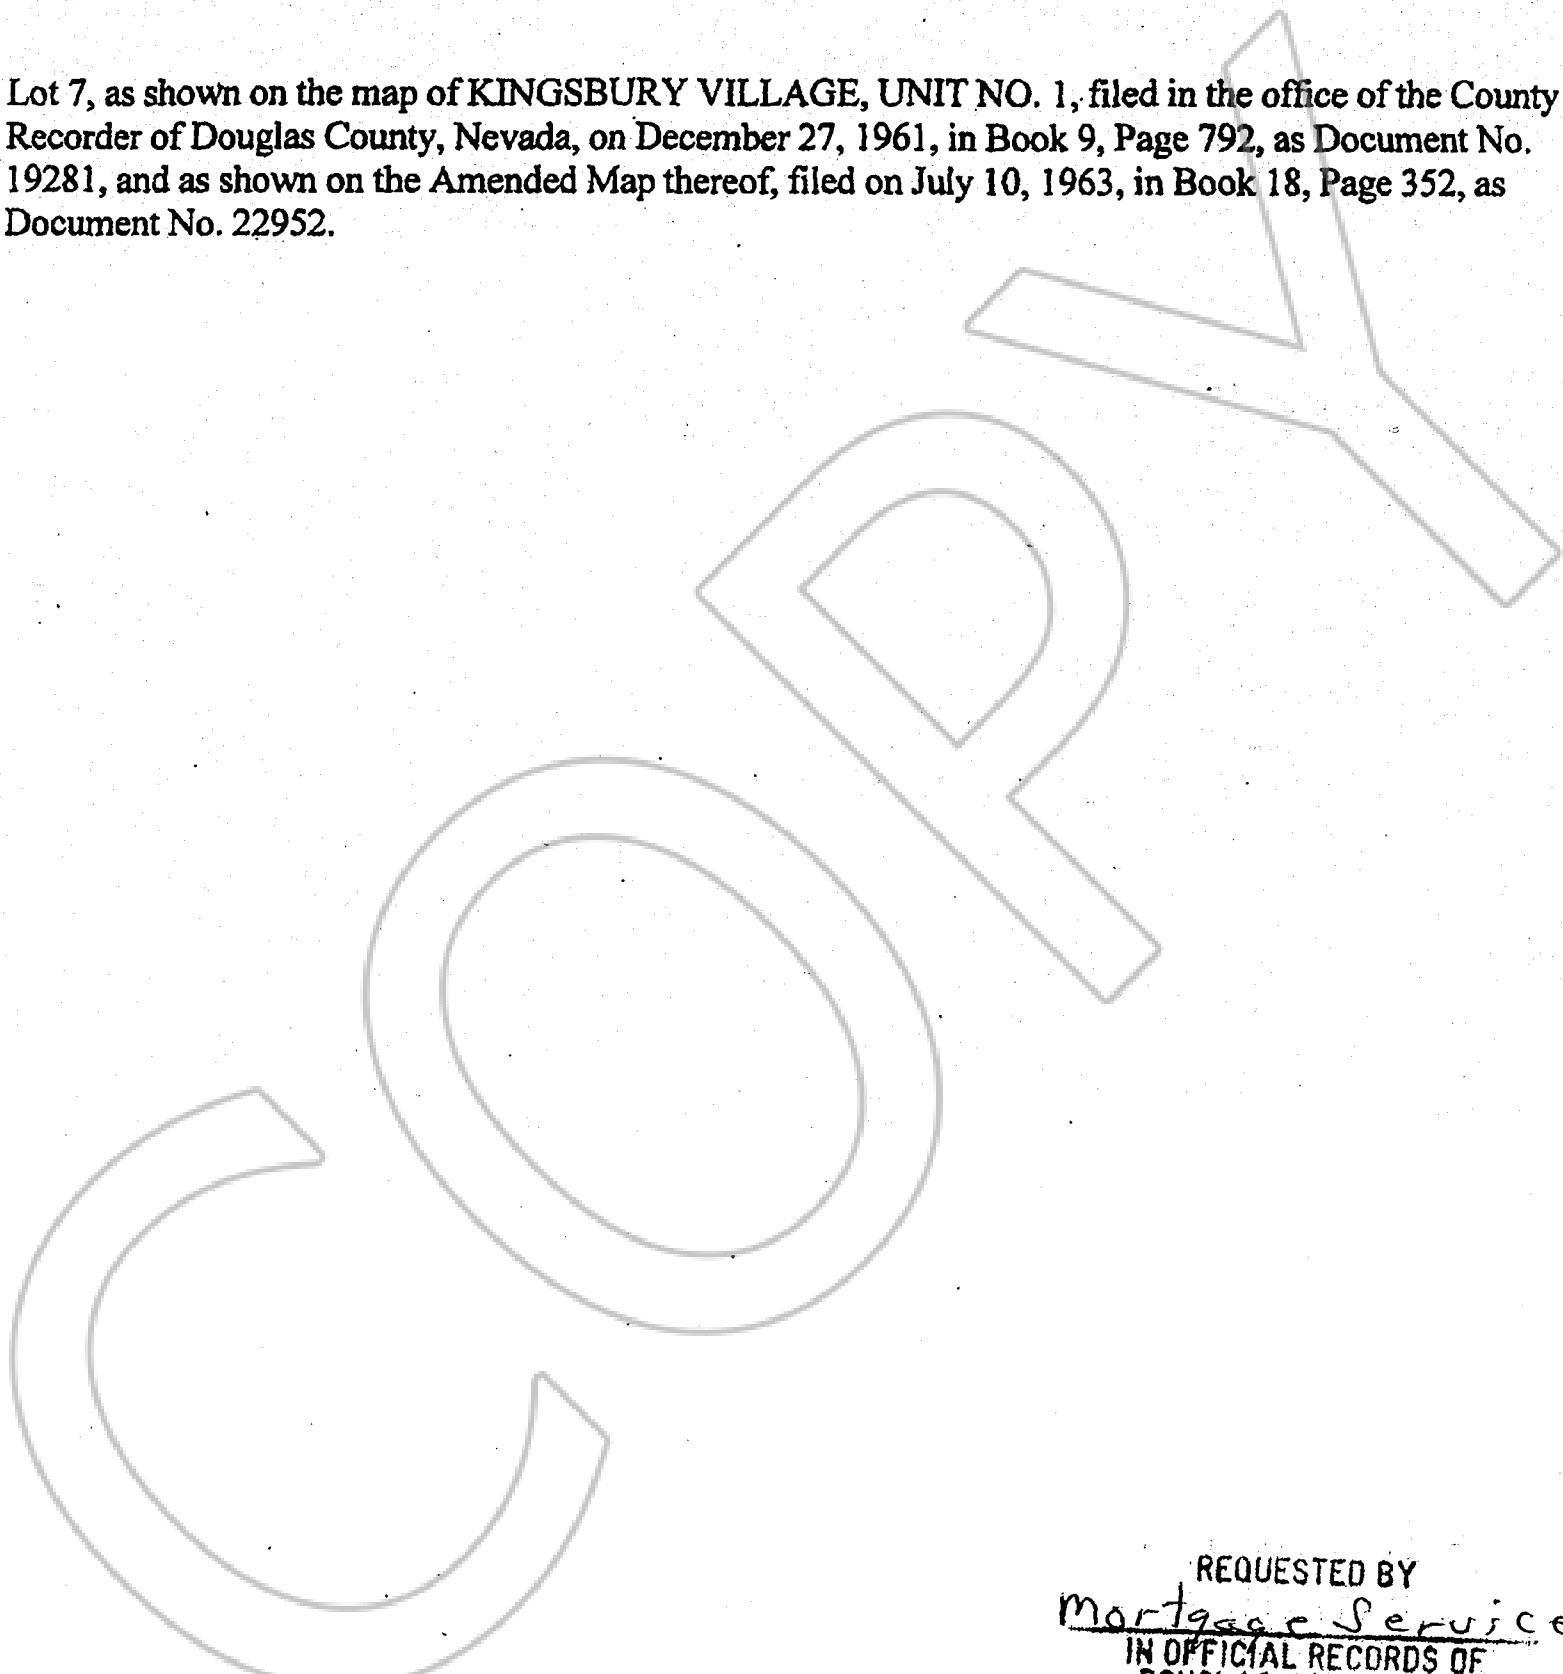 Lot 7, as shown on the map of KINGSBURY VILLAGE, UNIT NO. 1, filed in the office of the County
Recorder of Douglas County, Nevada, on December 27, 1961, in Book 9, Page 792, as Document No.
19281, and as shown on the Amended Map thereof, filed on July 10, 1963, in Book 18, Page 352, as
Document No. 22952.
COPY
REQUESTED BY
Mortgage Service
IN OFFICIAL RECORDS OF